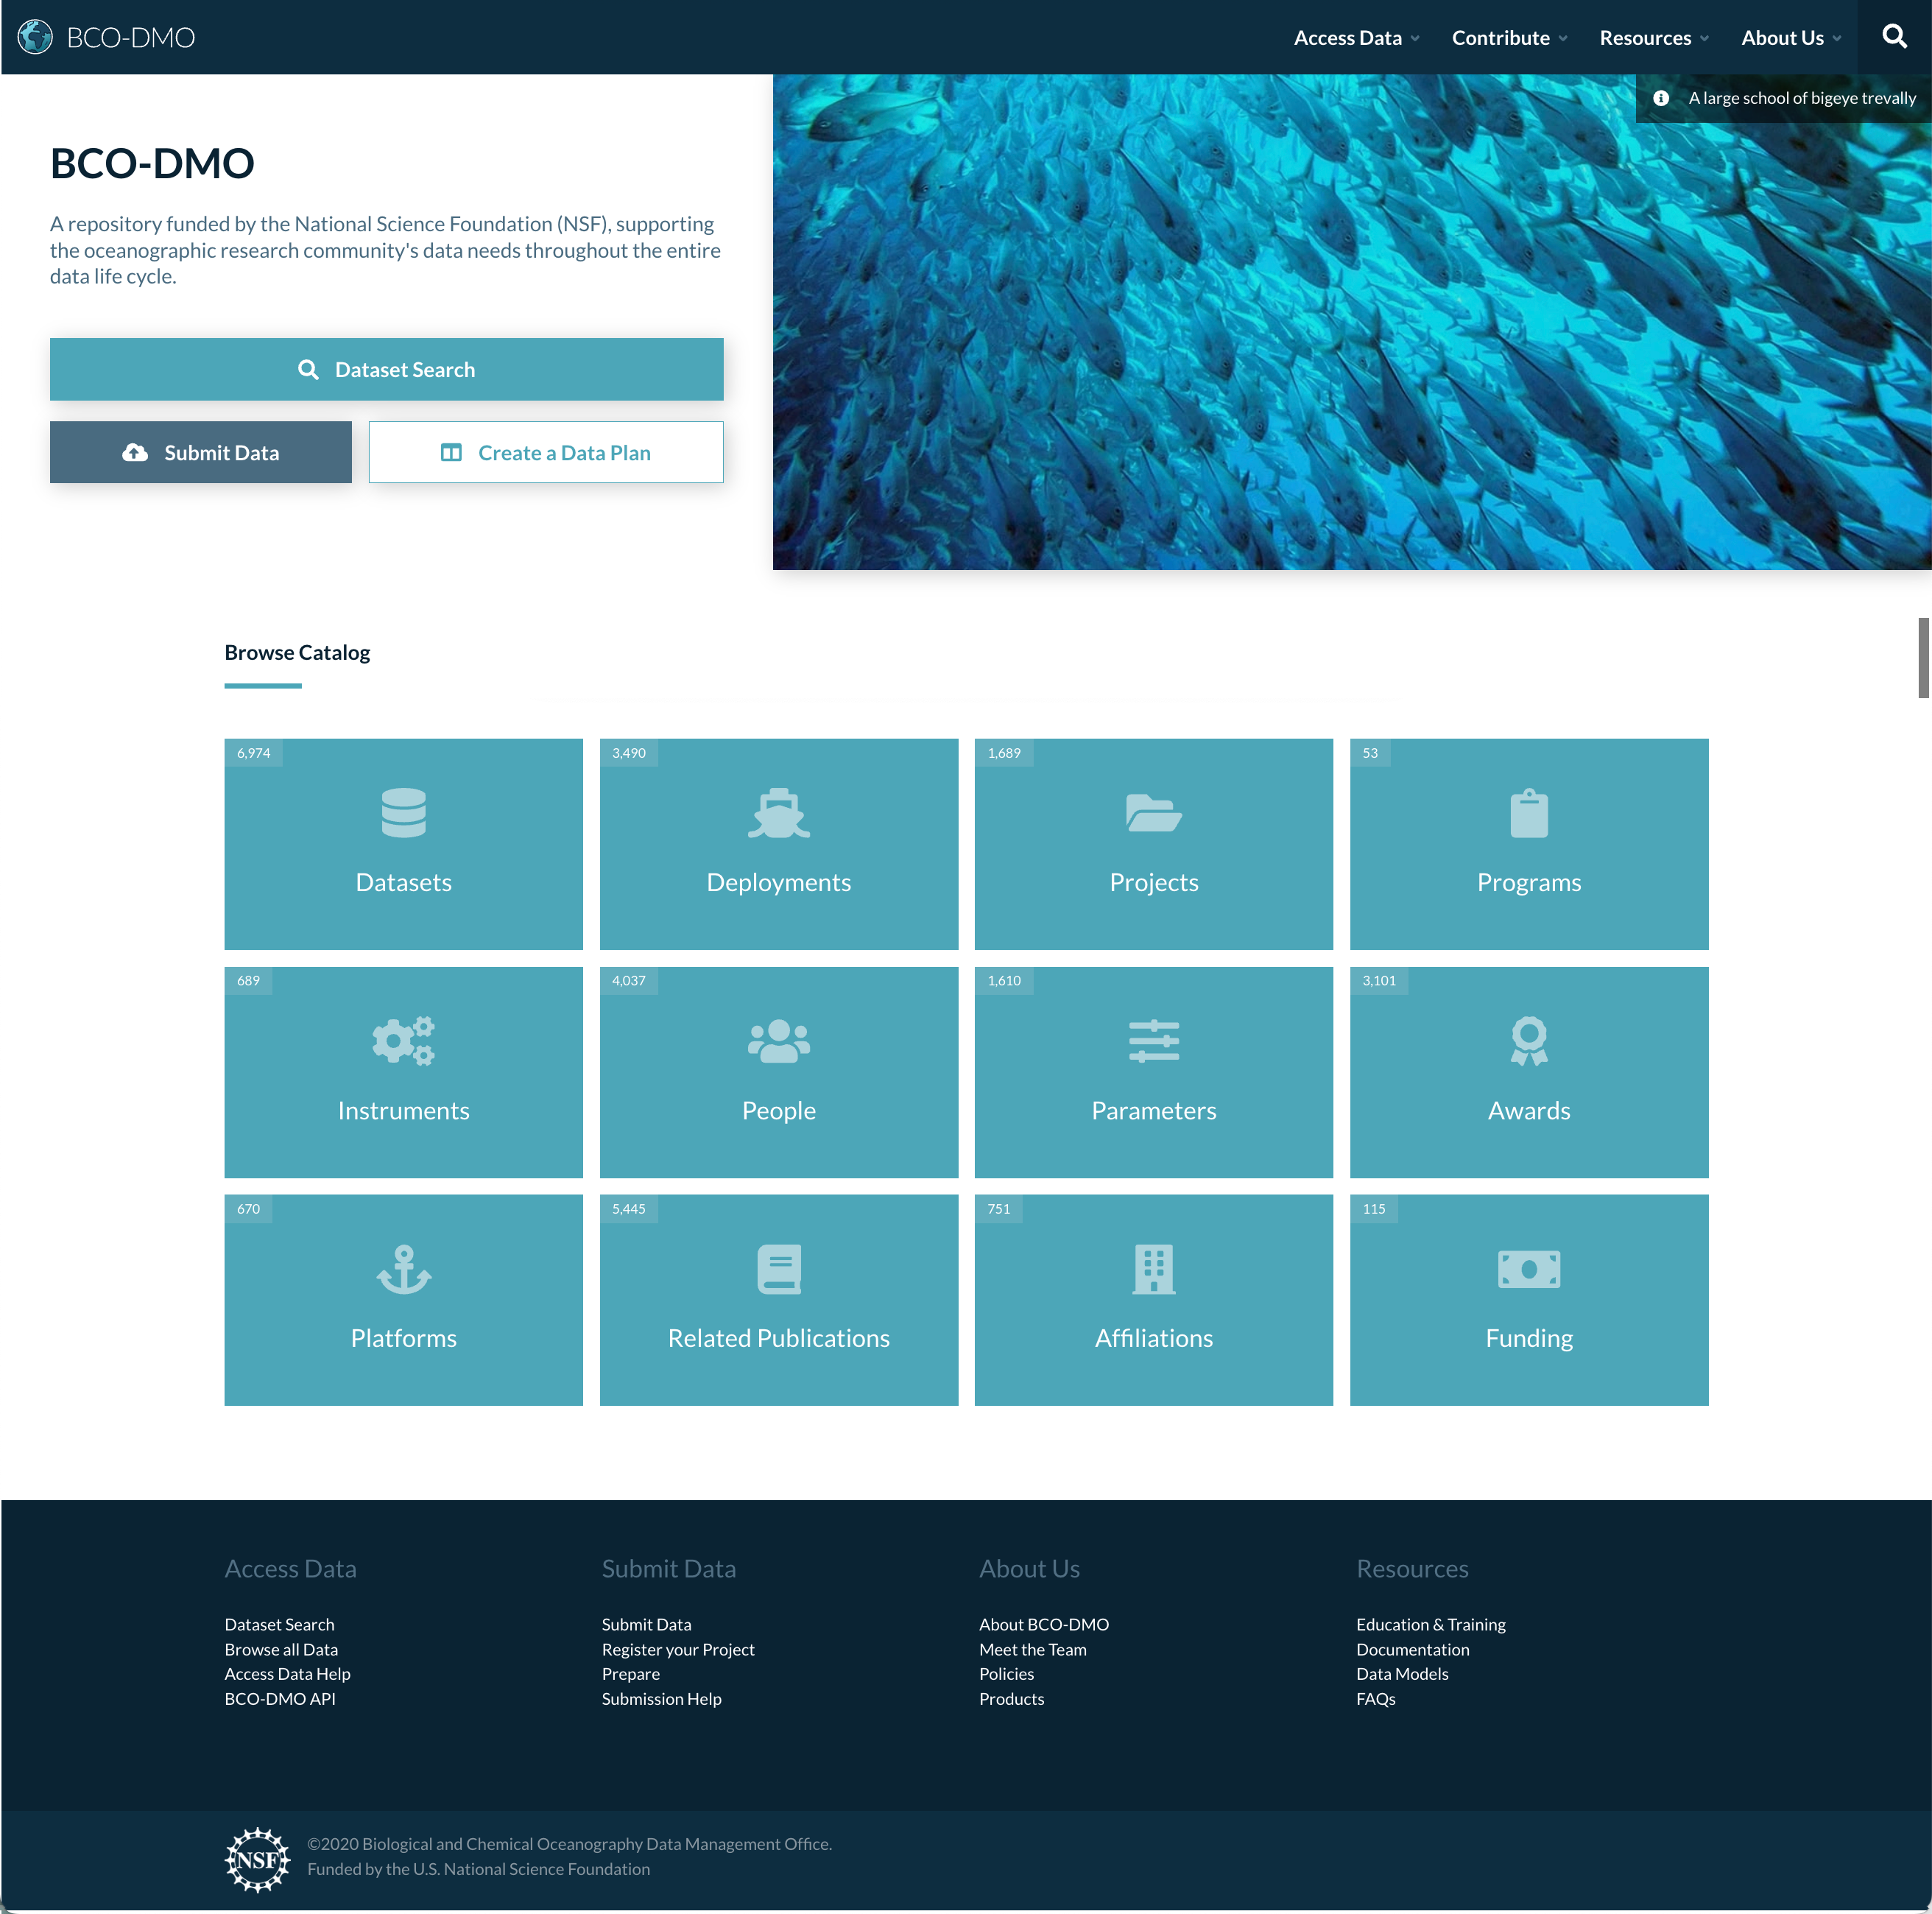 BCO-DMO
Access Data
Contribute
Resources
About Us
A large school of bigeye trevally
BCO-DMO
A repository funded by the National Science Foundation (NSF), supporting
the oceanographic research community's data needs throughout the entire
data life cycle.
Dataset Search
Submit Data
Create a Data Plan
Browse Catalog
6,974
Datasets
3,490
Deployments
1,689
Projects
53
Programs
689
Instruments
4,037
People
1,610
Parameters
3,101
Awards
670
Platforms
5,445
Related Publications
751
Affiliations
115
Funding
Access Data
Dataset Search
Browse all Data
Access Data Help
BCO-DMO API
Submit Data
Submit Data
Register your Project
Prepare
Submission Help
About Us
About BCO-DMO
Meet the Team
Policies
Products
Resources
Education & Training
Documentation
Data Models
FAQs
NSF
©2020 Biological and Chemical Oceanography Data Management Office.
Funded by the U.S. National Science Foundation